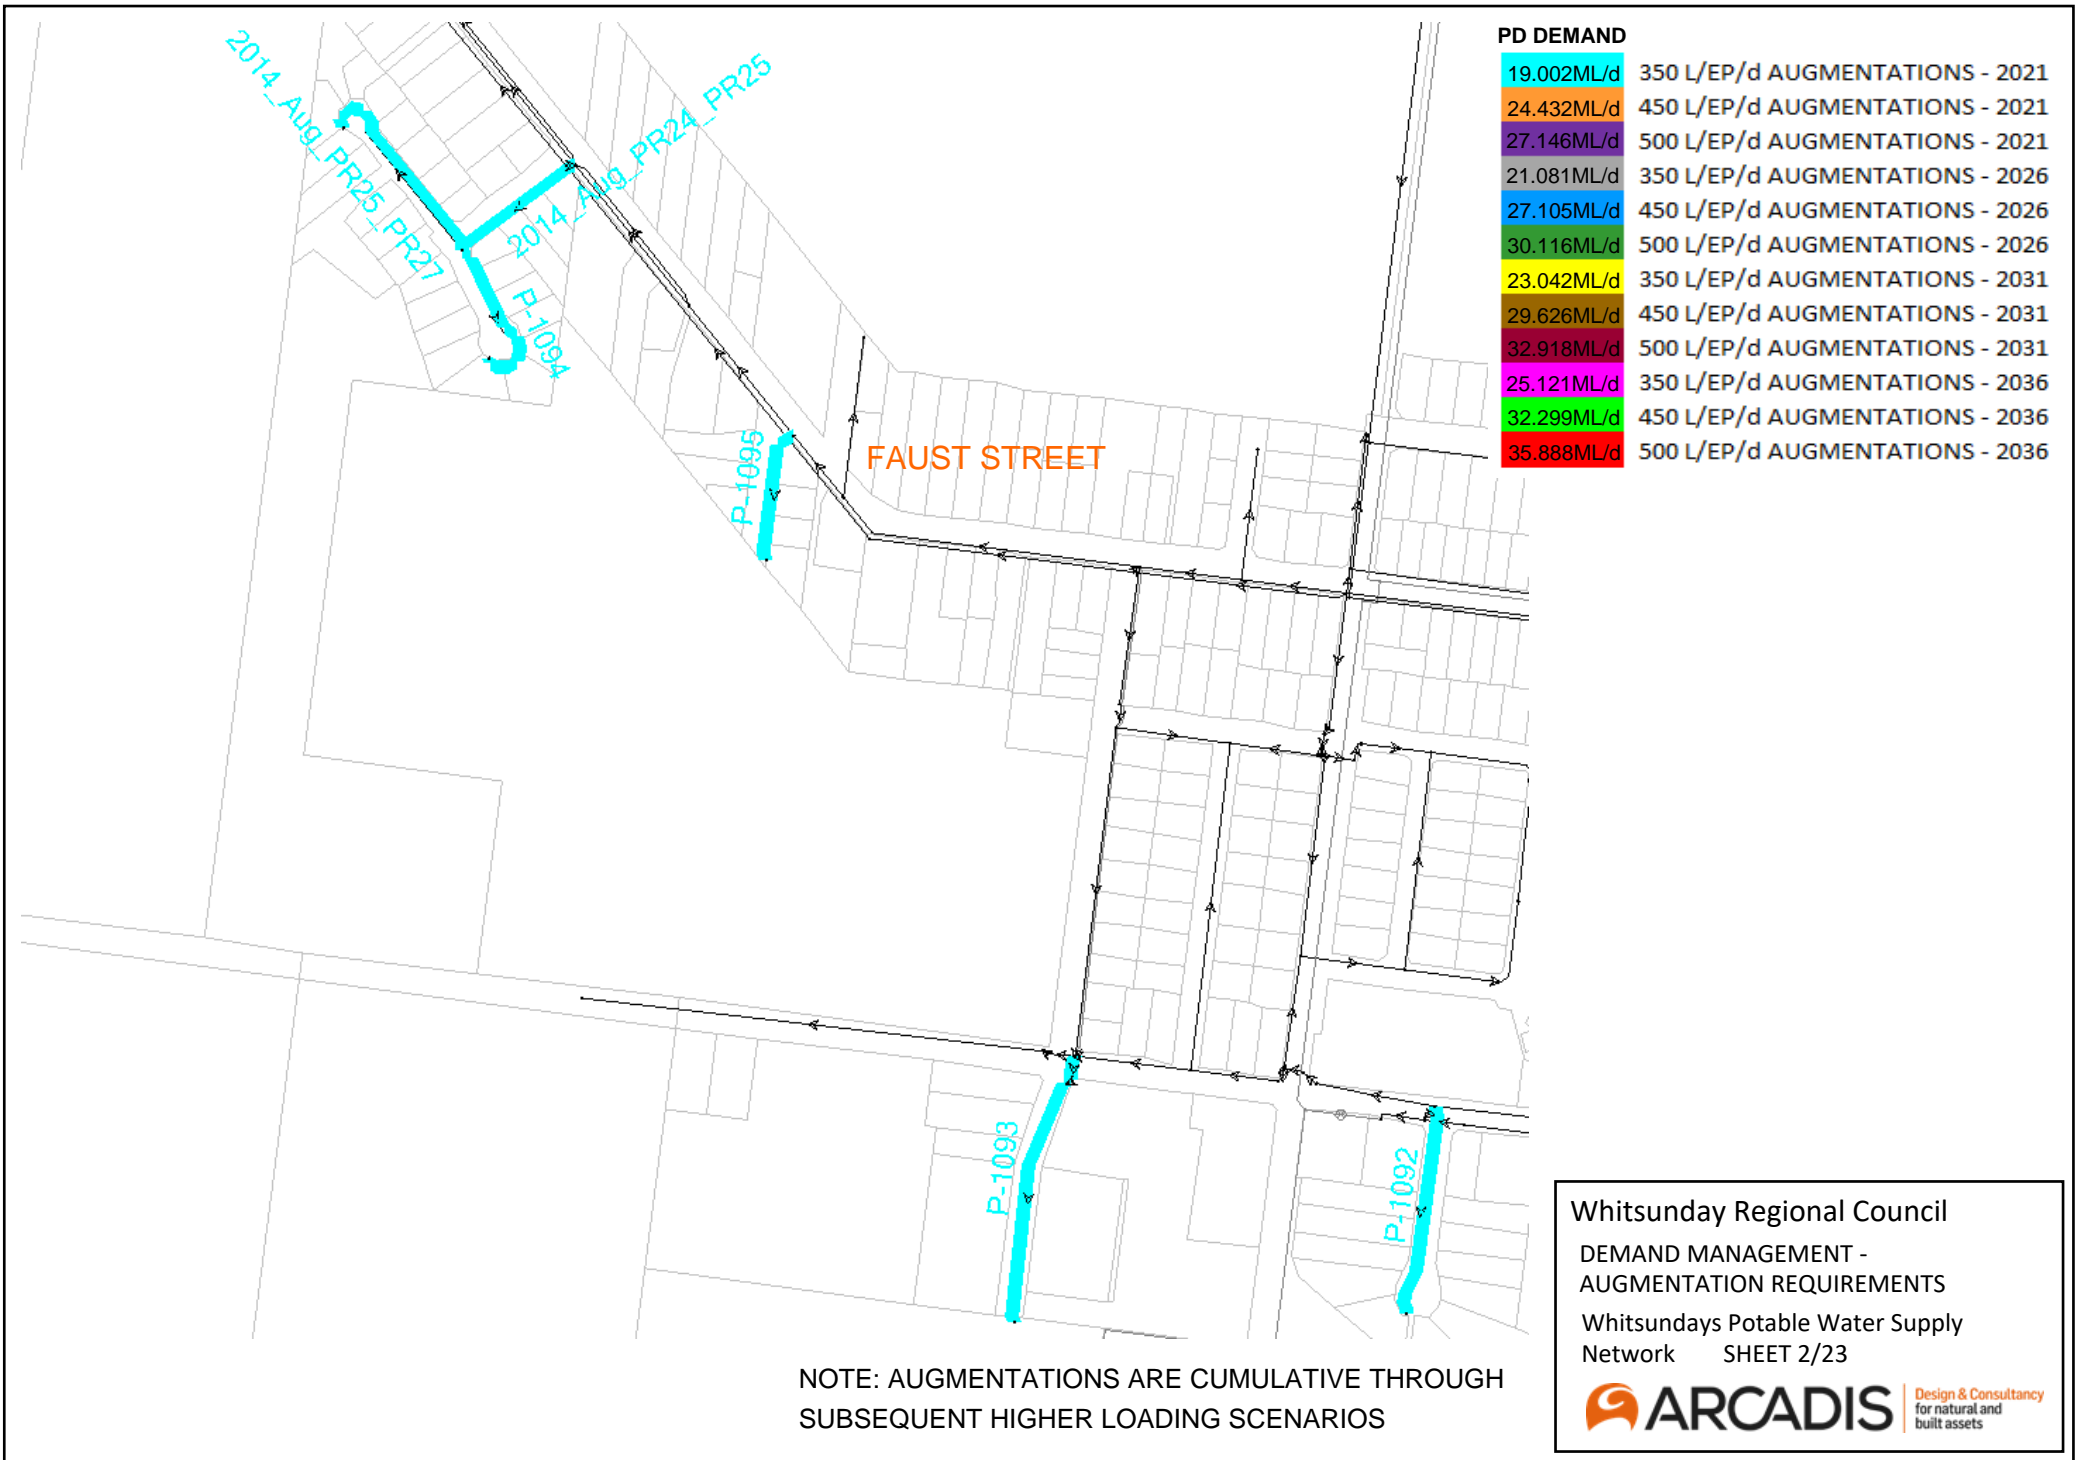 PD DEMAND
19.002ML/d 350 L/EP/d AUGMENTATIONS - 2021
24.432ML/d 450 L/EP/d AUGMENTATIONS - 2021
27.146ML/d 500 L/EP/d AUGMENTATIONS - 2021
21.081ML/d 350 L/EP/d AUGMENTATIONS - 2026
27.105ML/d 450 L/EP/d AUGMENTATIONS - 2026
30.116ML/d 500 L/EP/d AUGMENTATIONS - 2026
23.042ML/d 350 L/EP/d AUGMENTATIONS - 2031
29.626ML/d 450 L/EP/d AUGMENTATIONS - 2031
32.918ML/d 500 L/EP/d AUGMENTATIONS - 2031
25.121ML/d 350 L/EP/d AUGMENTATIONS - 2036
32.299ML/d 450 L/EP/d AUGMENTATIONS - 2036
35.888ML/d 500 L/EP/d AUGMENTATIONS - 2036
2014_Aug_PR25_PR27
2014_Aug_PR24_PR25
P-1094
P-1095
FAUST STREET
P-1093
P-1092
NOTE: AUGMENTATIONS ARE CUMULATIVE THROUGH
SUBSEQUENT HIGHER LOADING SCENARIOS
Whitsunday Regional Council
DEMAND MANAGEMENT -
AUGMENTATION REQUIREMENTS
Whitsundays Potable Water Supply
Network SHEET 2/23
ARCADIS
Design & Consultancy
for natural and
built assets